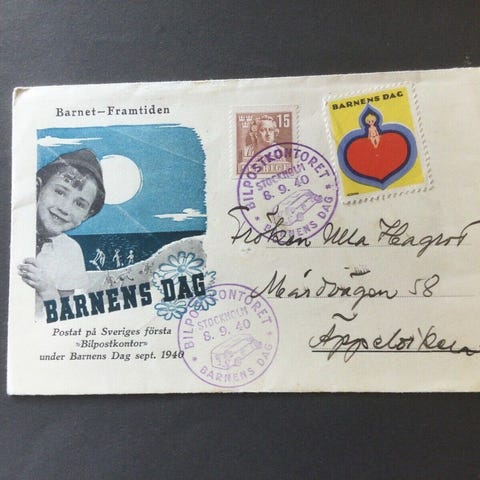 Barnet—Framtiden
BARNENS DAG
Postat på Sveriges första
»Bilpostkontor»
under Barnens Dag sept. 1940
15
SVERIGE
BARNENS DAG
BILPOSTKONTORET
STOCKHOLM
8. 9. 40
BARNENS DAG
Fröken Ulla Hagrot
Mårdvägen 58
Äppelviken
BILPOSTKONTORET
STOCKHOLM
8. 9. 40
BARNENS DAG